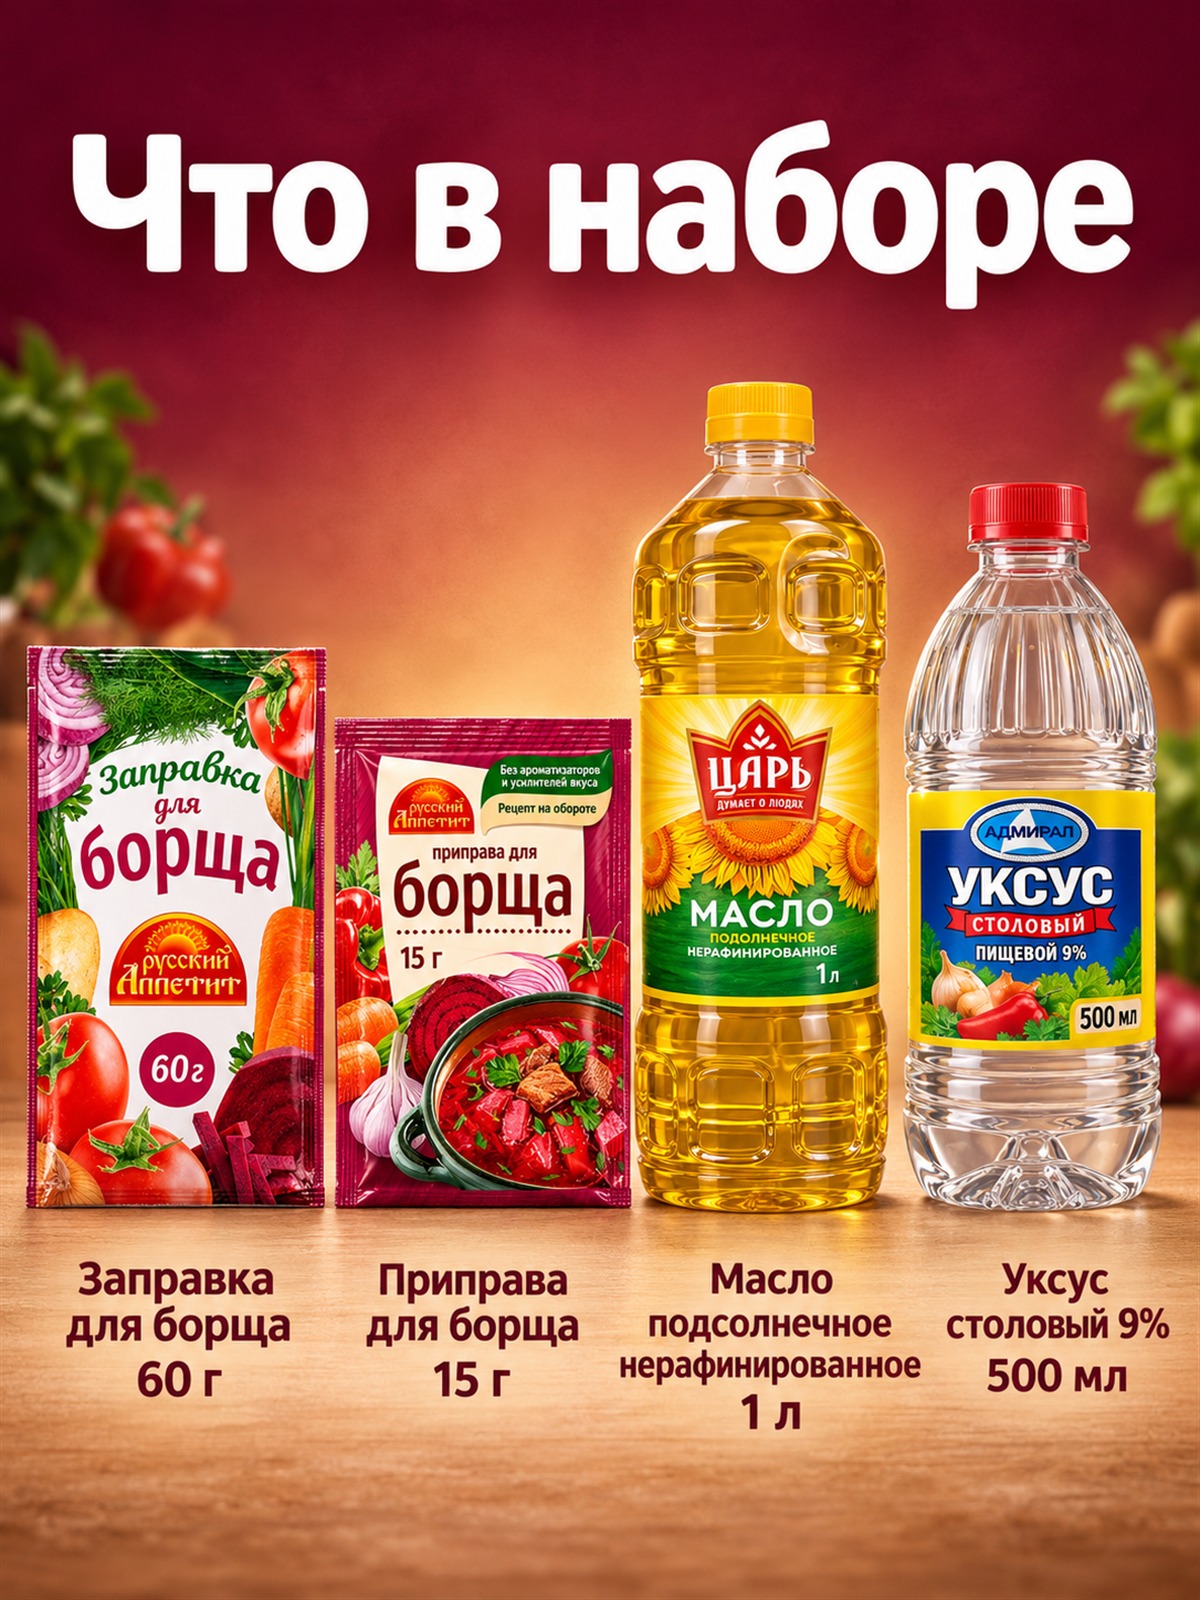 Что в наборе
Заправка
для
борща
русский
Аппетит
60г
Без ароматизаторов
и усилителей вкуса
Рецепт на обороте
русский
Аппетит
приправа для
борща
15 г
ЦАРЬ
ДУМАЕТ О ЛЮДЯХ
МАСЛО
ПОДОЛНЕЧНОЕ
НЕРАФИНИРОВАННОЕ
1л
АДМИРАЛ
УКСУС
СТОЛОВЫЙ
ПИЩЕВОЙ 9%
500 мл
Заправка
для борща
60 г
Приправа
для борща
15 г
Масло
подсолнечное
нерафинированное
1 л
Уксус
столовый 9%
500 мл